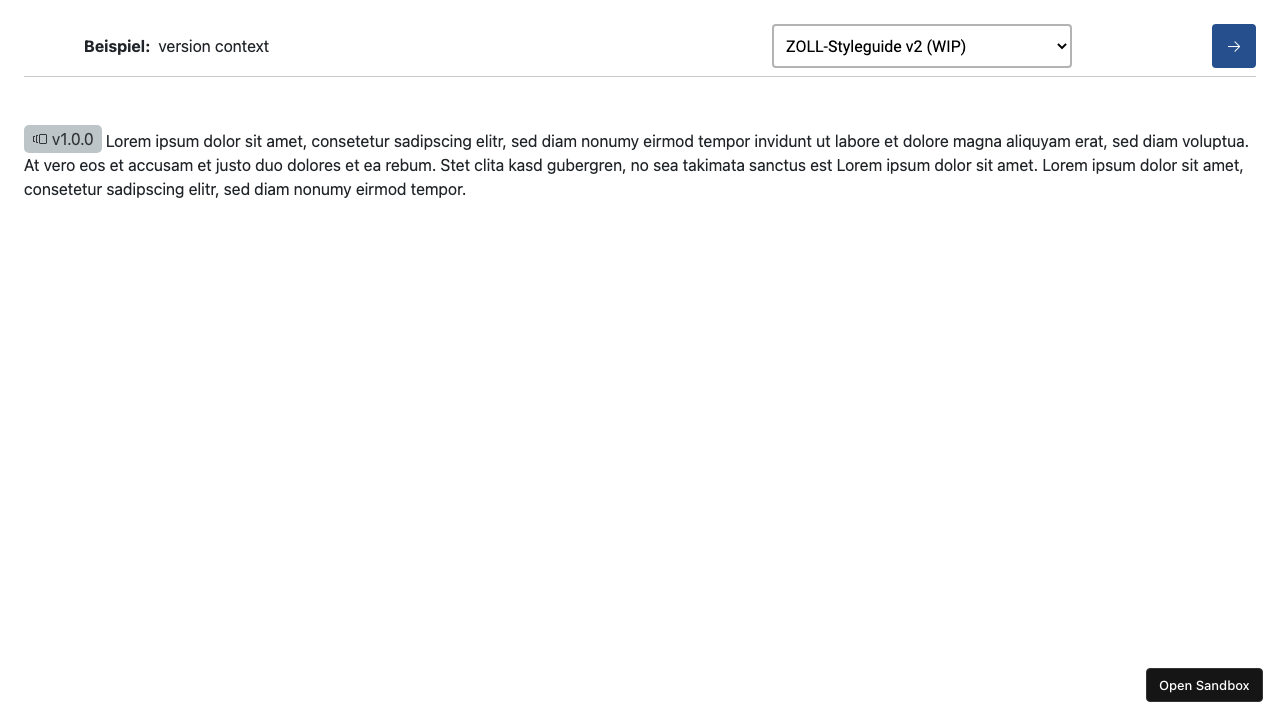 Beispiel: version context
ZOLL-Styleguide v2 (WIP)
v1.0.0 Lorem ipsum dolor sit amet, consetetur sadipscing elitr, sed diam nonumy eirmod tempor invidunt ut labore et dolore magna aliquyam erat, sed diam voluptua.
At vero eos et accusam et justo duo dolores et ea rebum. Stet clita kasd gubergren, no sea takimata sanctus est Lorem ipsum dolor sit amet. Lorem ipsum dolor sit amet,
consetetur sadipscing elitr, sed diam nonumy eirmod tempor.
Open Sandbox